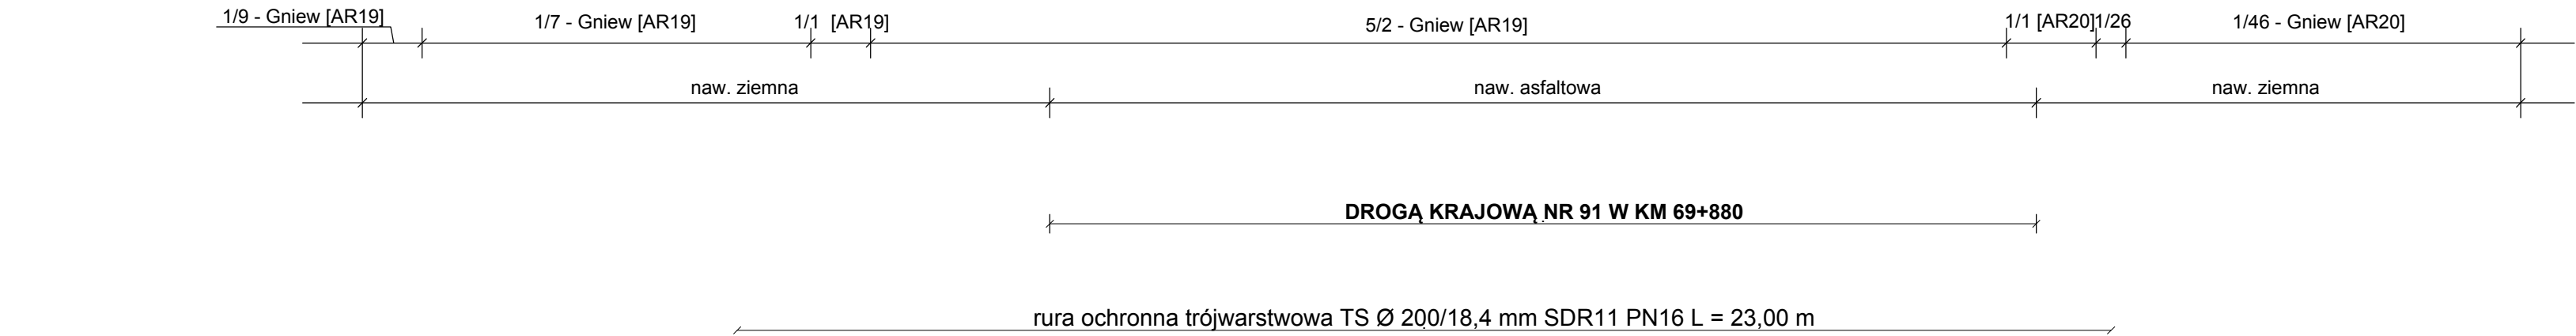 1/9 - Gniew [AR19] 1/7 - Gniew [AR19] 1/1 [AR19] 5/2 - Gniew [AR19] 1/1 [AR20] 1/26 1/46 - Gniew [AR20]
naw. ziemna naw. asfaltowa naw. ziemna
DROGĄ KRAJOWĄ NR 91 W KM 69+880
rura ochronna trójwarstwowa TS Ø 200/18,4 mm SDR11 PN16 L = 23,00 m